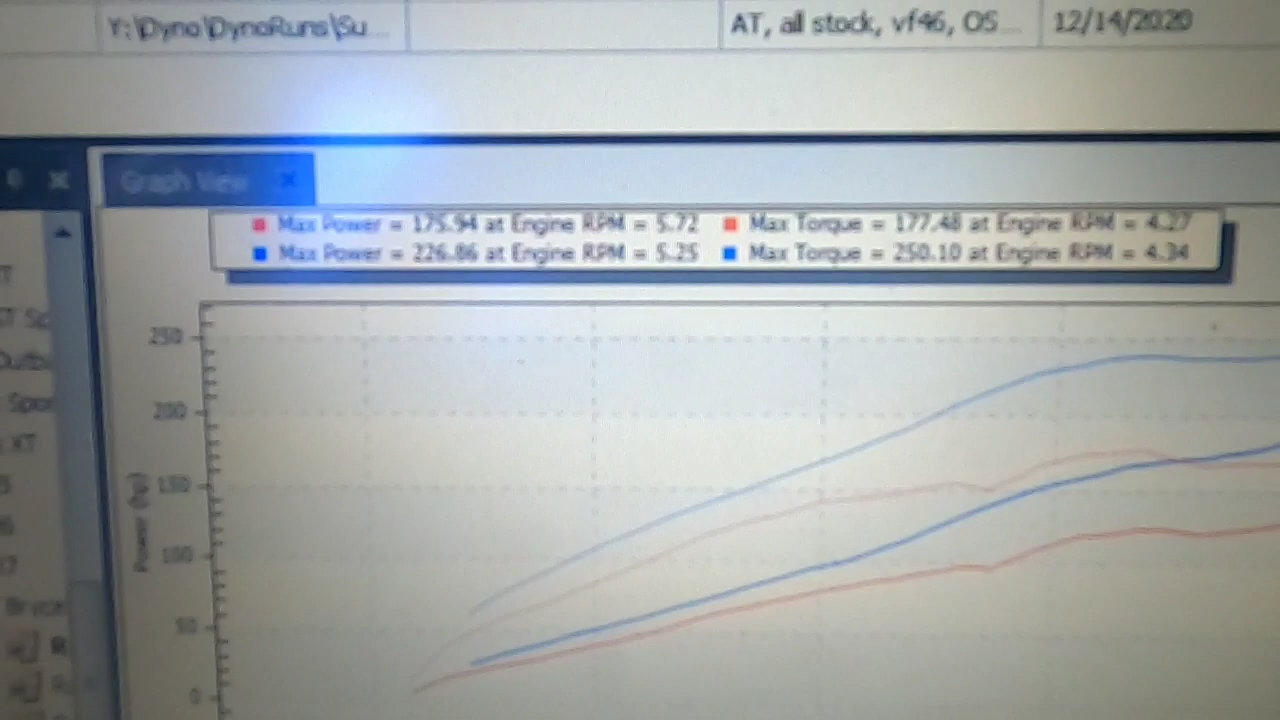 Y:\Dyno\DynoRuns\Su...
AT, all stock, vf46, OS...
12/14/2020
Graph View
Max Power = 175.94 at Engine RPM = 5.72
Max Torque = 177.48 at Engine RPM = 4.27
Max Power = 226.86 at Engine RPM = 5.25
Max Torque = 250.10 at Engine RPM = 4.34
250
200
150
100
50
0
Power (hp)
XT